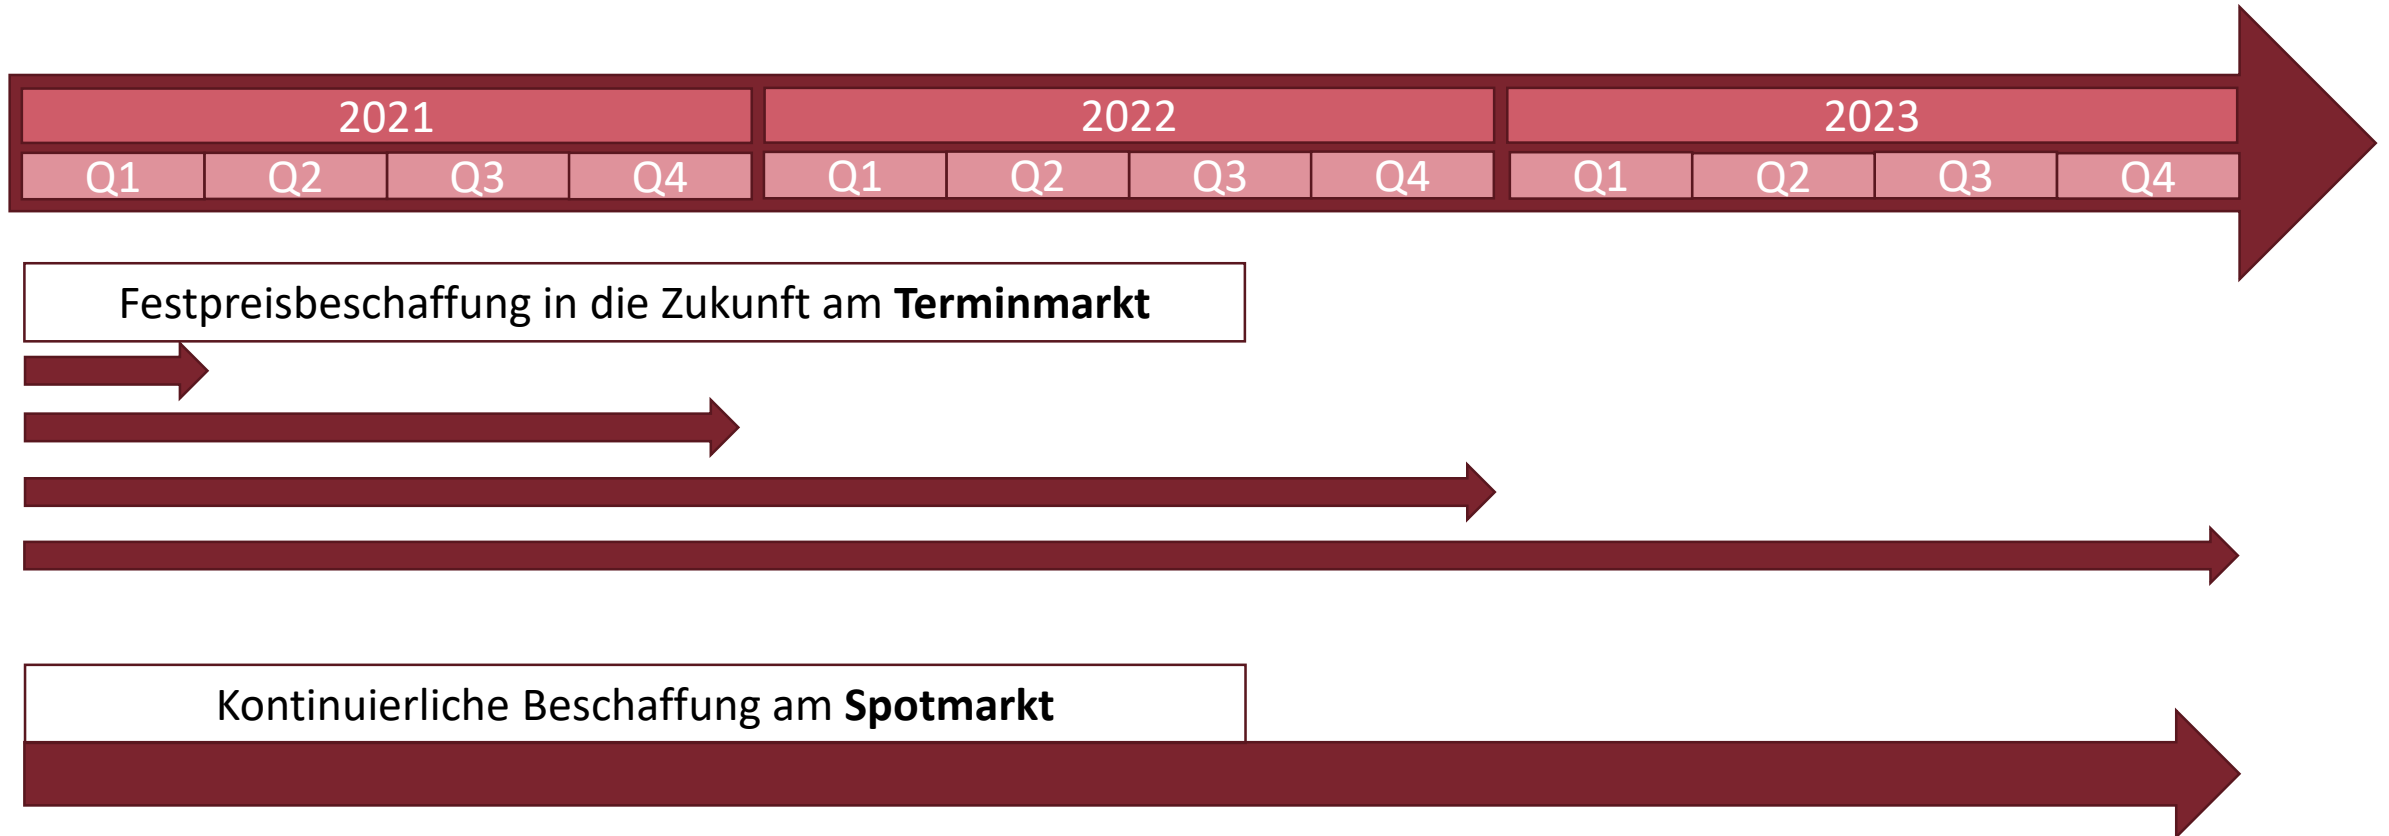 2021 2022 2023
Q1 Q2 Q3 Q4 Q1 Q2 Q3 Q4 Q1 Q2 Q3 Q4
Festpreisbeschaffung in die Zukunft am Terminmarkt
Kontinuierliche Beschaffung am Spotmarkt